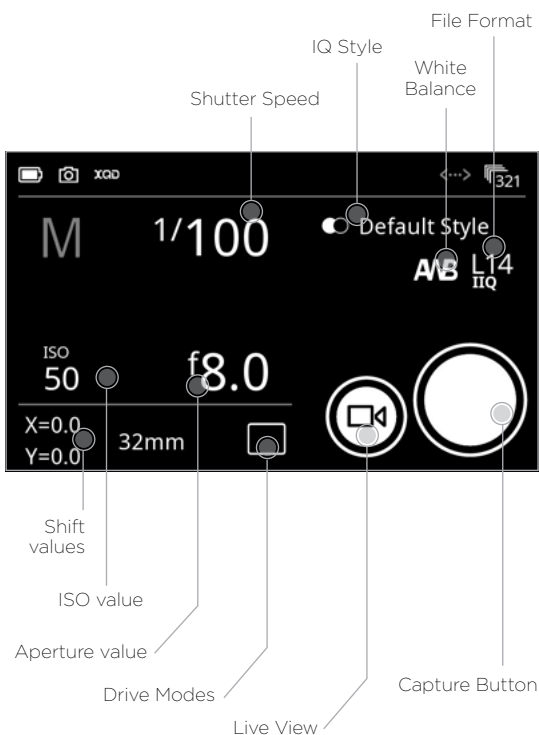 File Format
IQ Style
White
Balance
Shutter Speed
XQD
321
M
1/100
Default Style
AWB
L14
IIQ
ISO
50
f8.0
X=0.0
Y=0.0
32mm
Shift
values
ISO value
Aperture value
Drive Modes
Capture Button
Live View